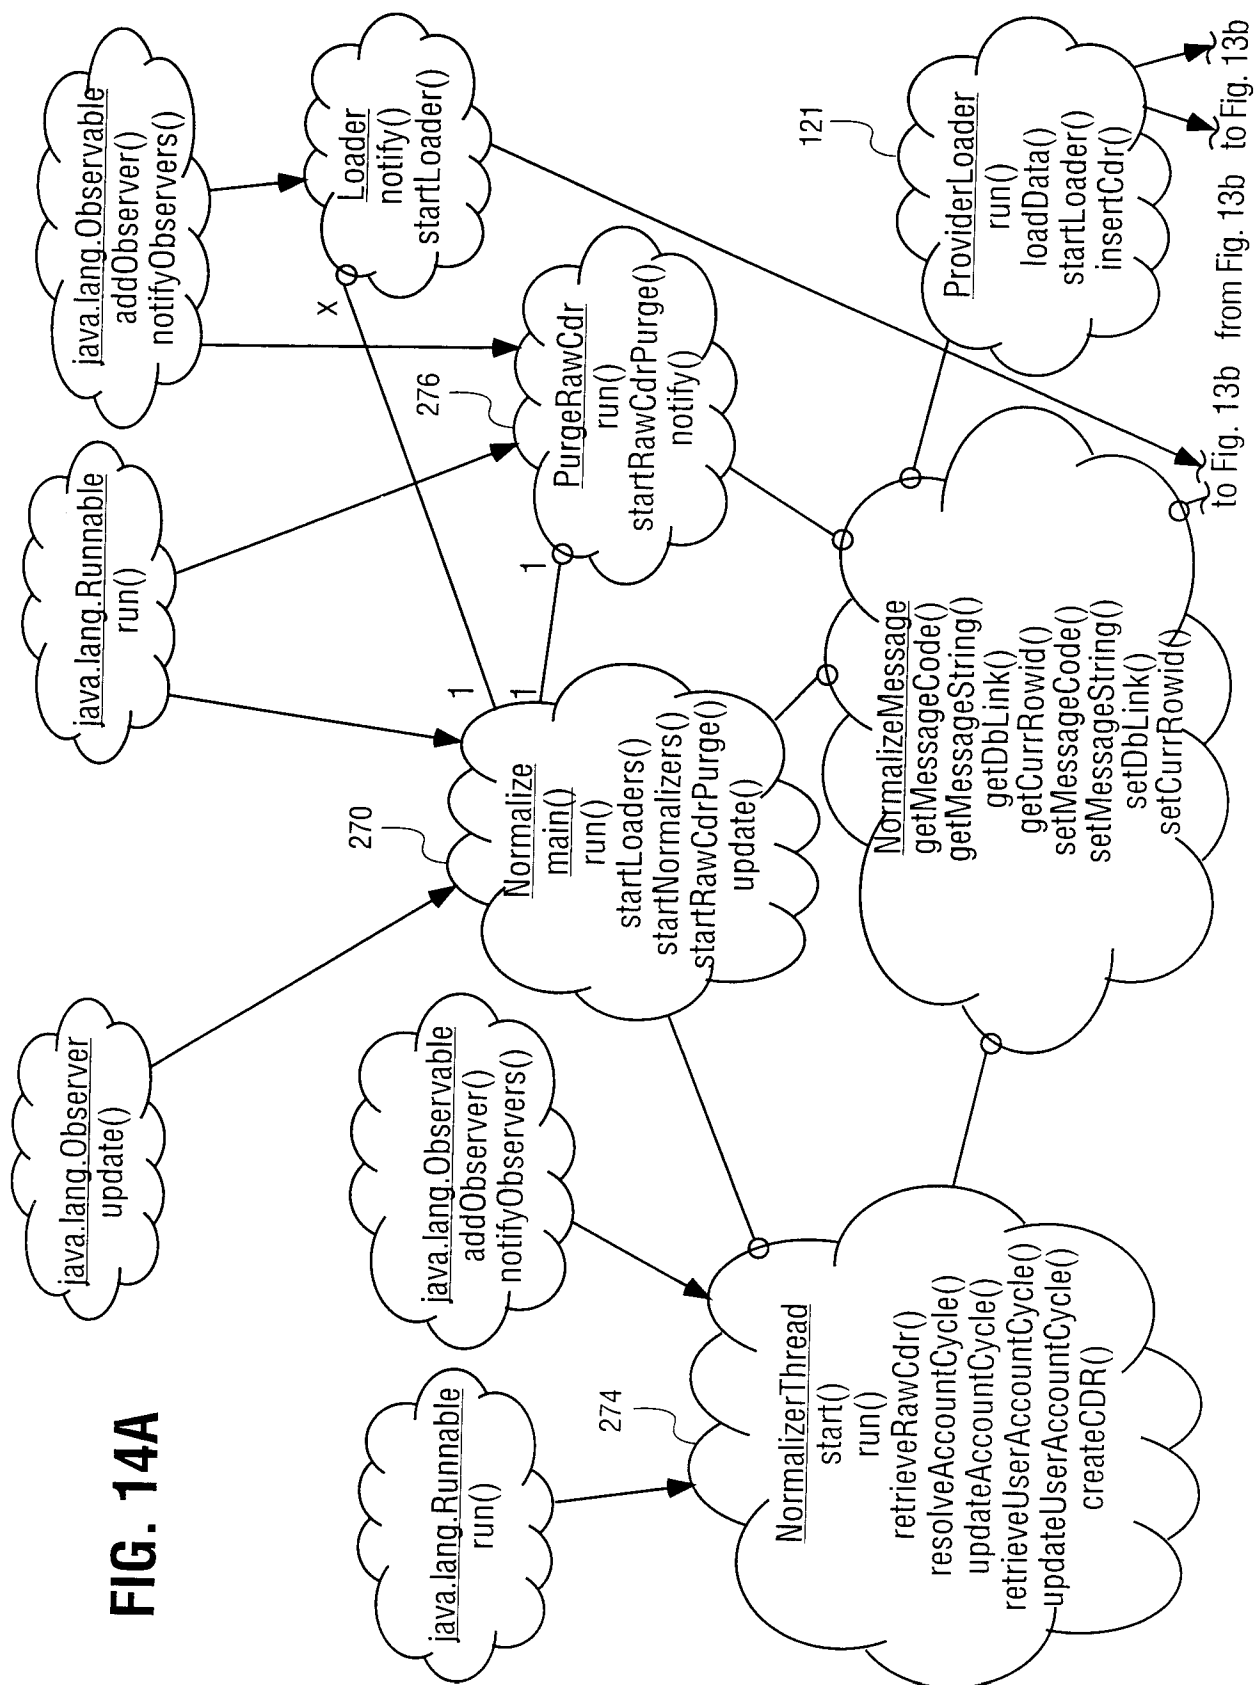 FIG. 14A
java.lang.Observer
update()
java.lang.Runnable
run()
java.lang.Observable
addObserver()
notifyObservers()
Loader
notify()
startLoader()
x
270
Normalize
main()
run()
startLoaders()
startNormalizers()
startRawCdrPurge()
update()
1
1
1
276
PurgeRawCdr
run()
startRawCdrPurge()
notify()
java.lang.Runnable
run()
java.lang.Observable
addObserver()
notifyObservers()
274
NormalizerThread
start()
run()
retrieveRawCdr()
resolveAccountCycle()
updateAccountCycle()
retrieveUserAccountCycle()
updateUserAccountCycle()
createCDR()
NormalizeMessage
getMessageCode()
getMessageString()
getDbLink()
getCurrRowid()
setMessageCode()
setMessageString()
setDbLink()
setCurrRowid()
121
ProviderLoader
run()
loadData()
startLoader()
insertCdr()
to Fig. 13b
from Fig. 13b
to Fig. 13b
to Fig. 13b